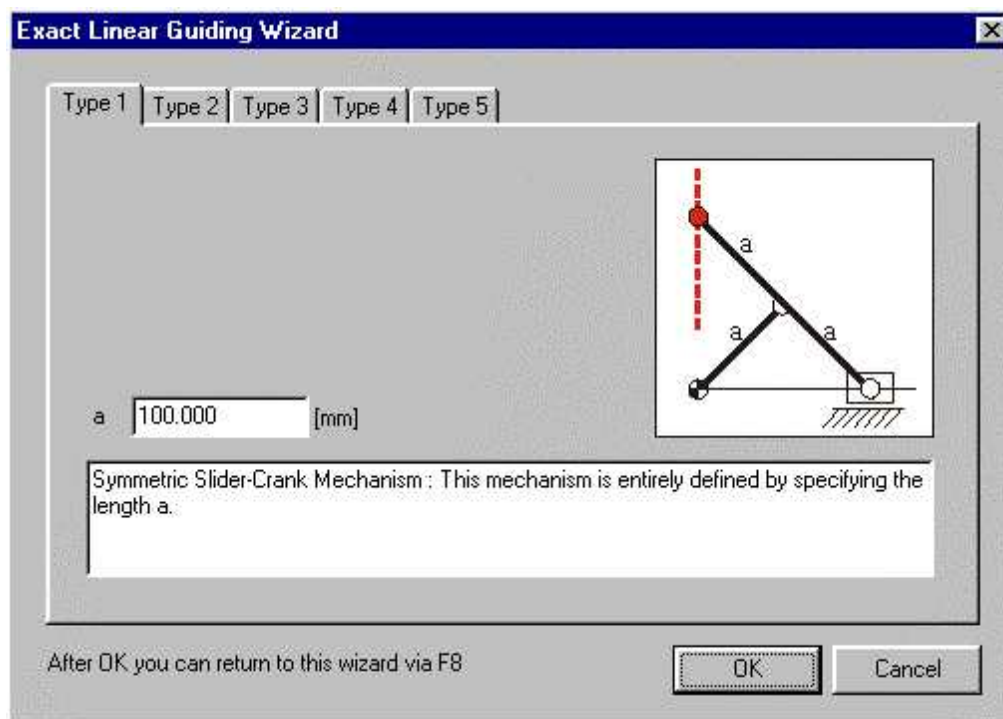 Exact Linear Guiding Wizard
Type 1 Type 2 Type 3 Type 4 Type 5
a
a a
a 100.000 [mm]
Symmetric Slider-Crank Mechanism : This mechanism is entirely defined by specifying the
length a.
After OK you can return to this wizard via F8
OK Cancel